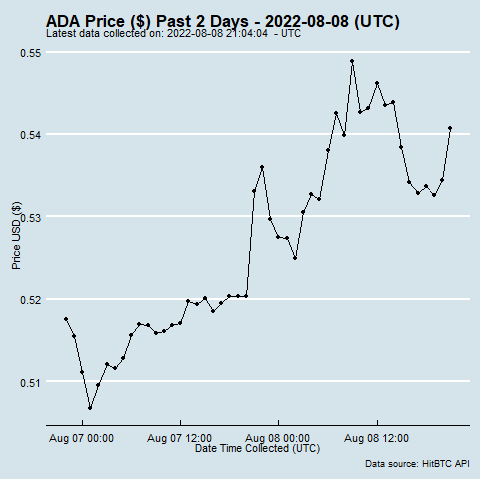 ADA Price ($) Past 2 Days - 2022-08-08 (UTC)
Latest data collected on: 2022-08-08 21:04:04 - UTC
0.55
0.54
0.53
0.52
0.51
Price USD ($)
Aug 07 00:00 Aug 07 12:00 Aug 08 00:00 Aug 08 12:00
Date Time Collected (UTC)
Data source: HitBTC API